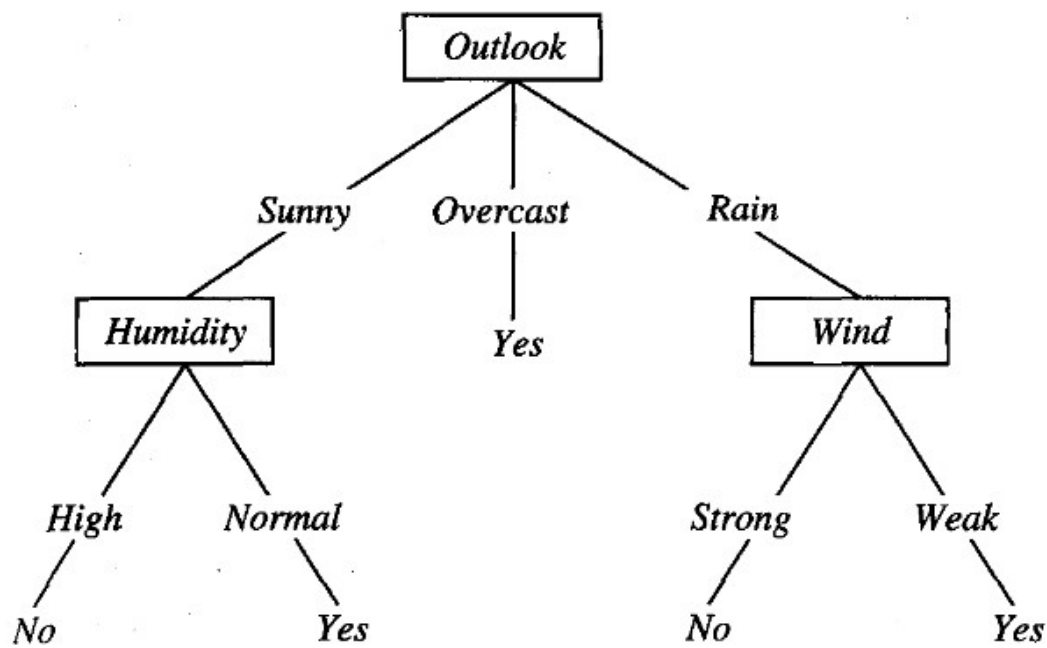 Outlook
Sunny Overcast Rain
Humidity Yes Wind
High Normal Strong Weak
No Yes No Yes